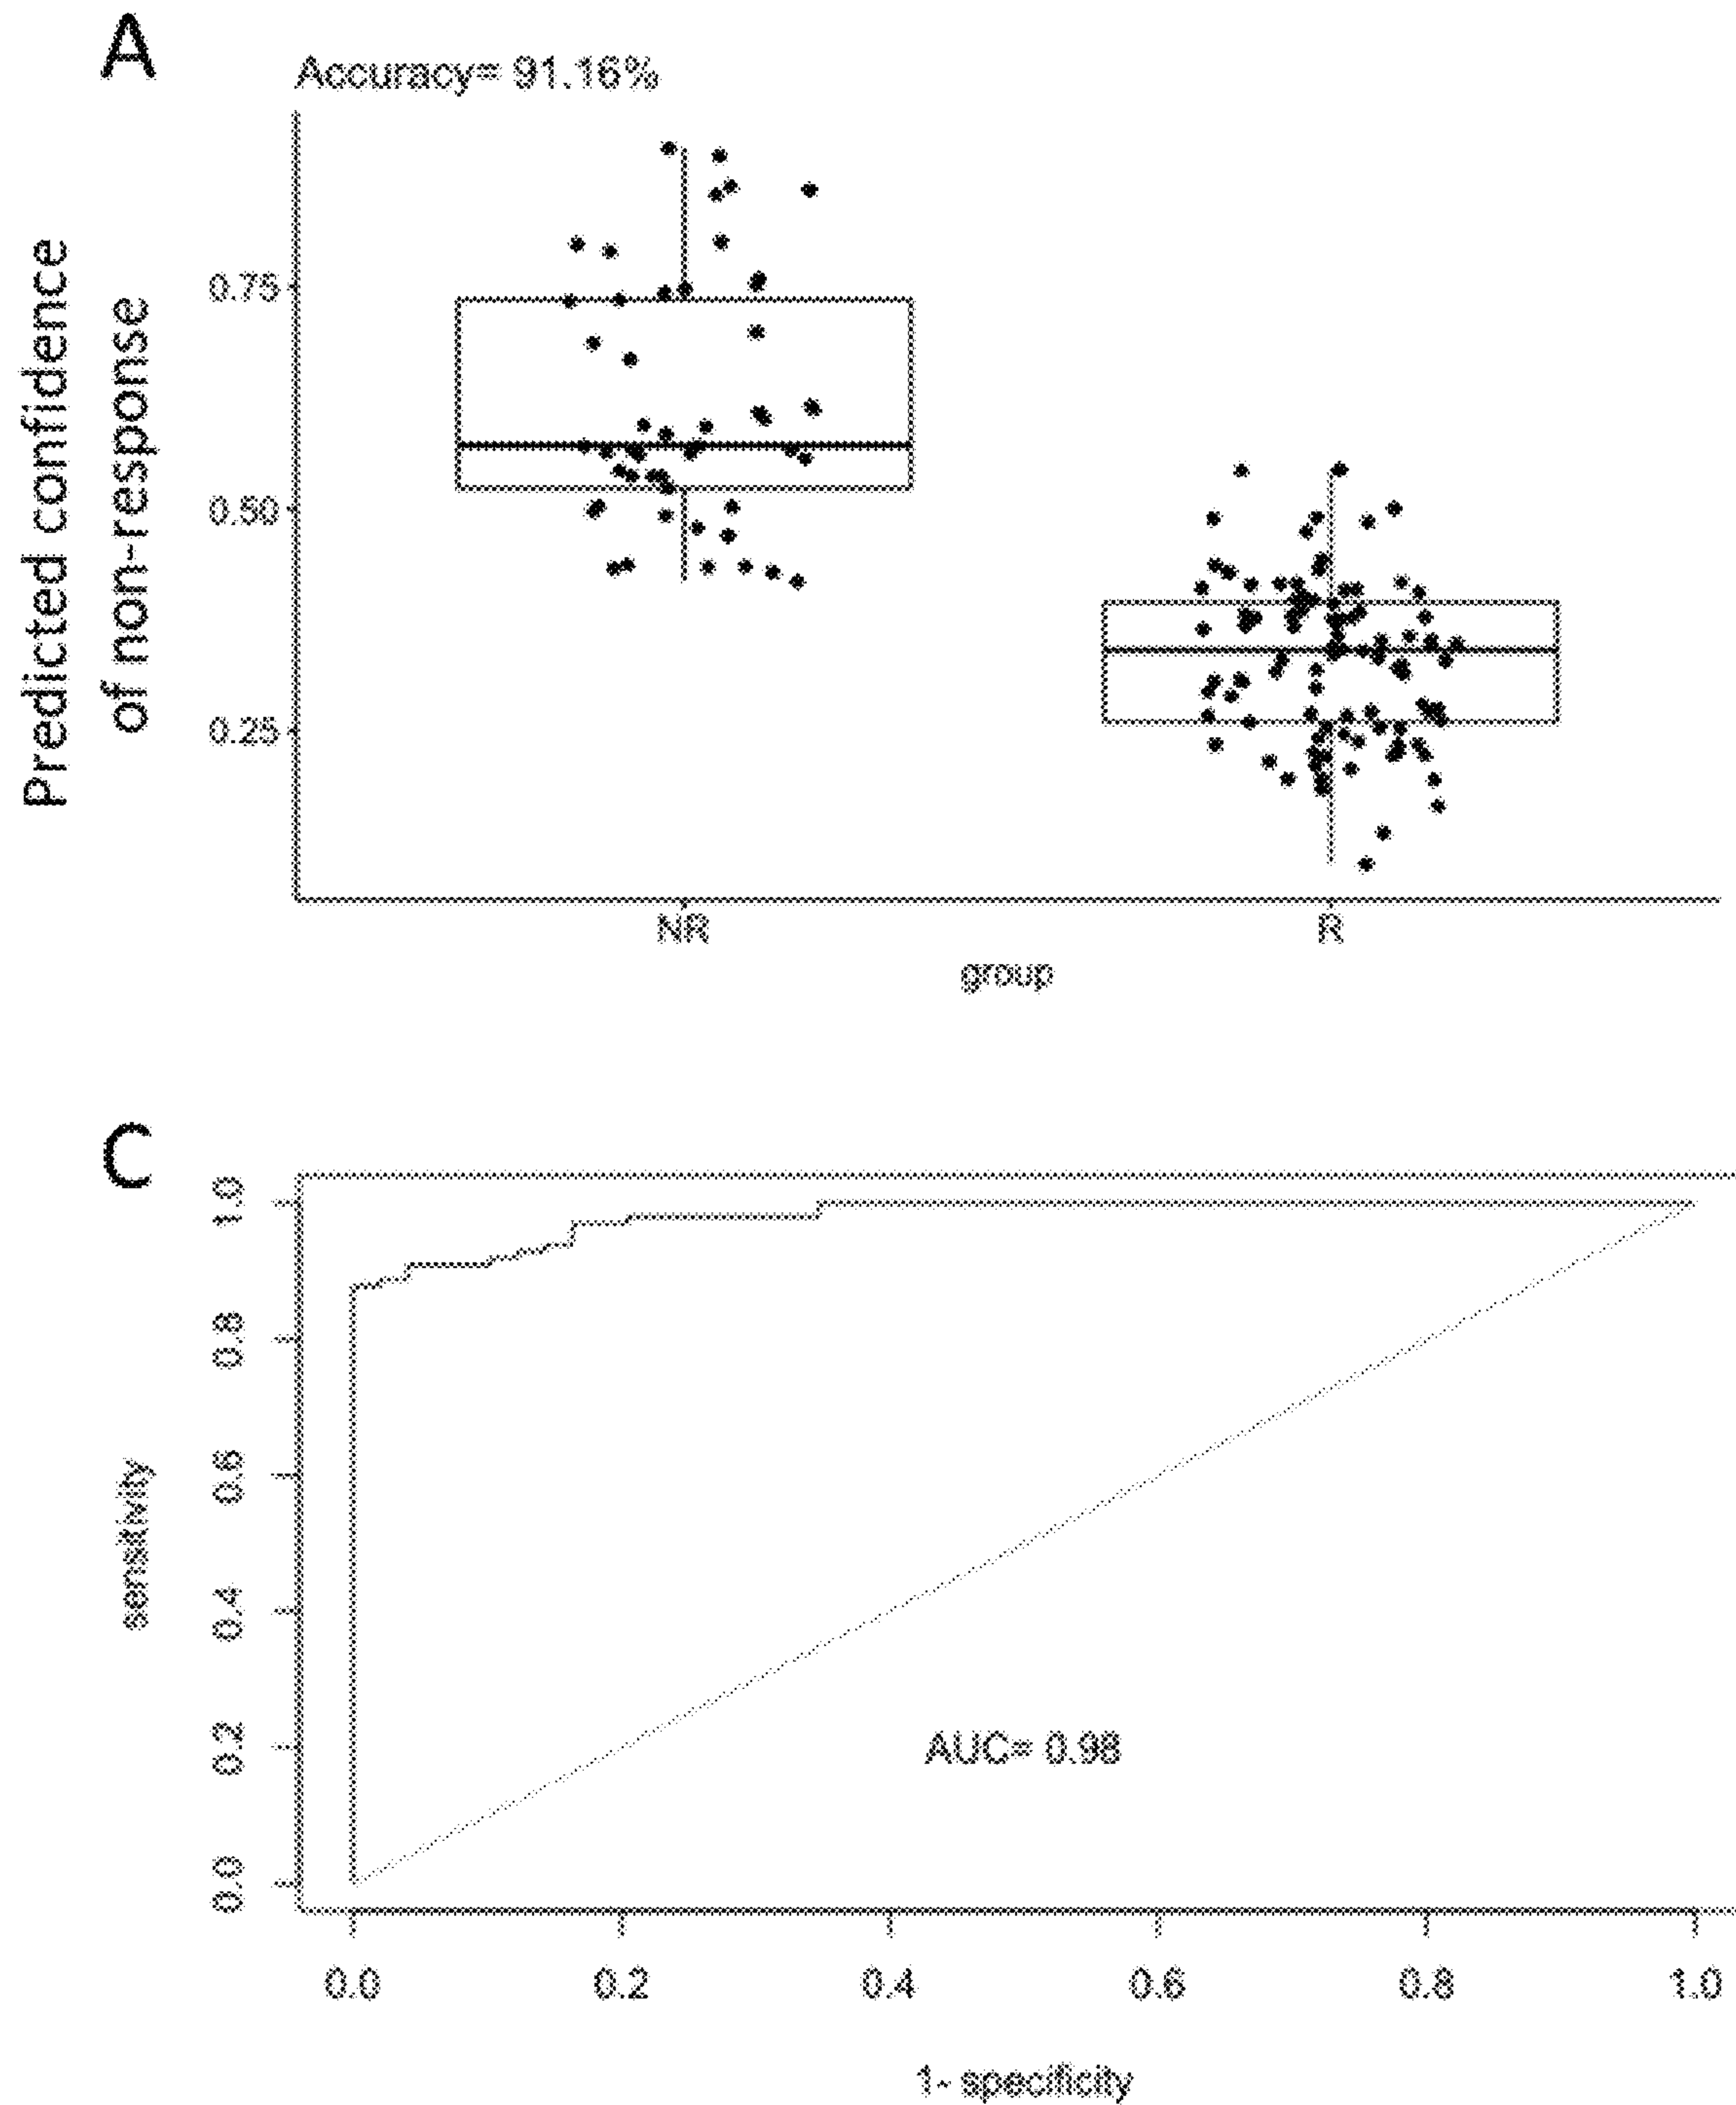 A
Accuracy= 91.16%
Predicted confidence
of non-response
0.75
0.50
0.25
NR
R
group
C
1.0
0.8
0.6
0.4
0.2
0.0
sensitivity
AUC= 0.98
0.0 0.2 0.4 0.6 0.8 1.0
1- specificity